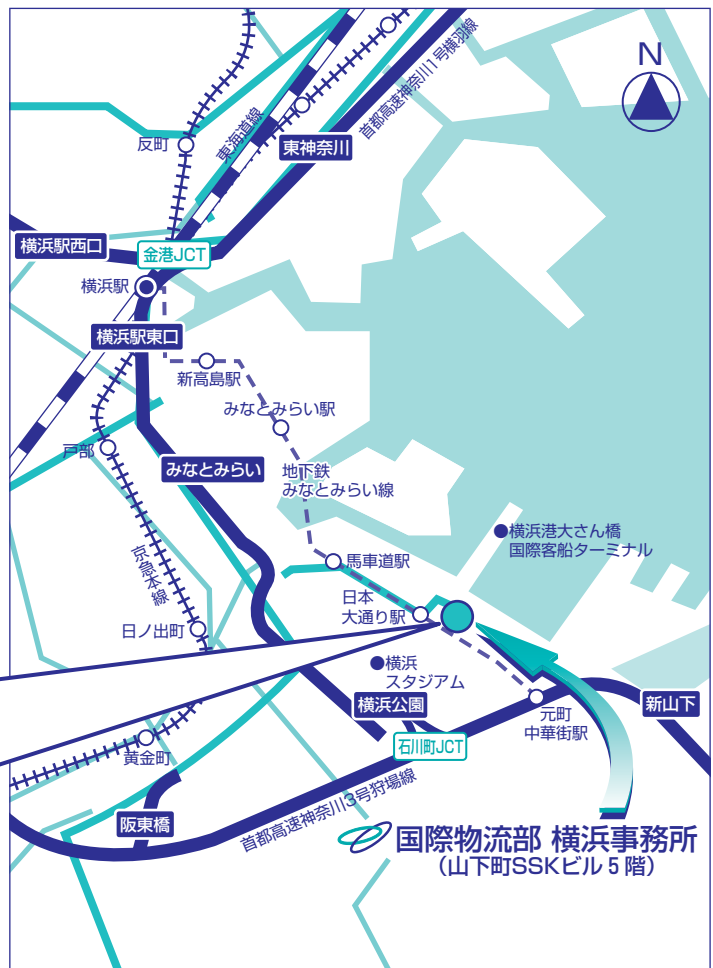 N
首都高速神奈川1号横羽線
東海道線
反町
東神奈川
横浜駅西口
金港JCT
横浜駅
横浜駅東口
新高島駅
みなとみらい駅
戸部
みなとみらい
地下鉄
みなとみらい線
横浜港大さん橋
国際客船ターミナル
馬車道駅
京急本線
日本
大通り駅
日ノ出町
横浜
スタジアム
横浜公園
新山下
元町
中華街駅
石川町JCT
黄金町
阪東橋
首都高速神奈川3号狩場線
国際物流部 横浜事務所
(山下町SSKビル5階)